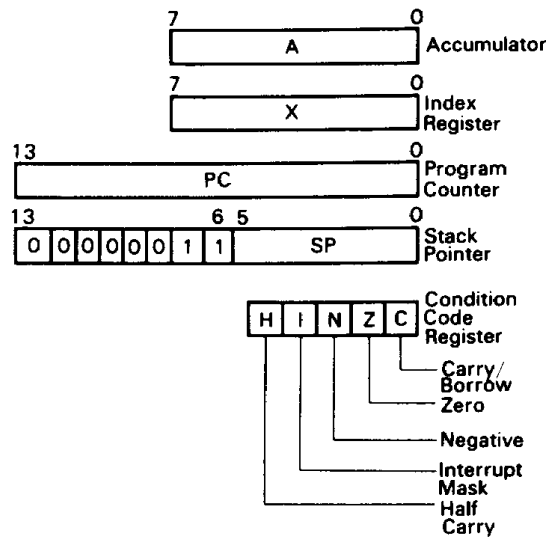 7 0
A Accumulator
7 0
X Index
Register
13 0
PC Program
Counter
13 6 5 0
0 0 0 0 0 0 1 1 SP Stack
Pointer
H I N Z C Condition
Code
Register
Carry/
Borrow
Zero
Negative
Interrupt
Mask
Half
Carry